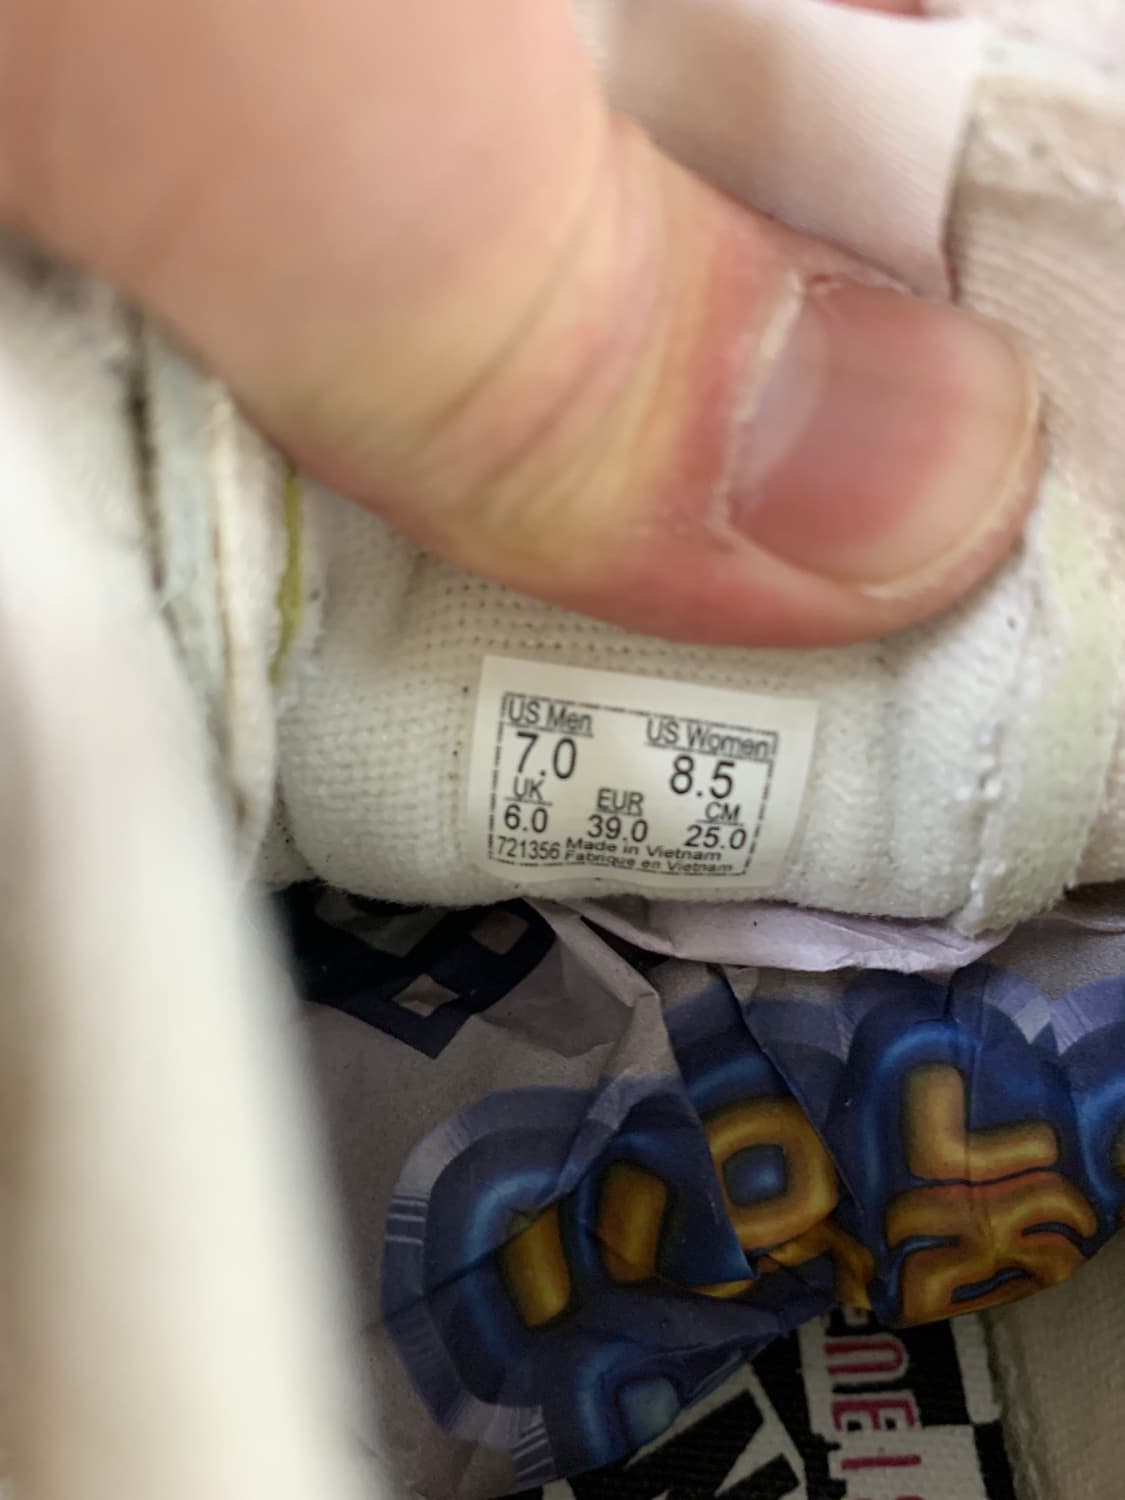 US Men US Women
7.0 8.5
UK EUR CM
6.0 39.0 25.0
721356 Made in Vietnam
Fabrique en Vietnam